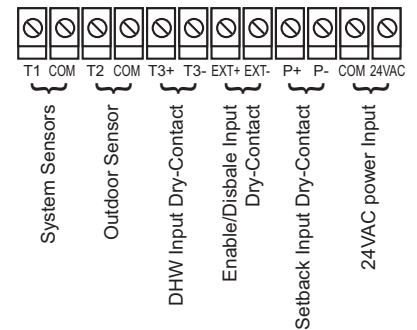 T1 COM T2 COM T3+ T3- EXT+ EXT- P+ P- COM 24VAC
System Sensors
Outdoor Sensor
DHW Input Dry-Contact
Enable/Disbale Input
Dry-Contact
Setback Input Dry-Contact
24VAC power Input